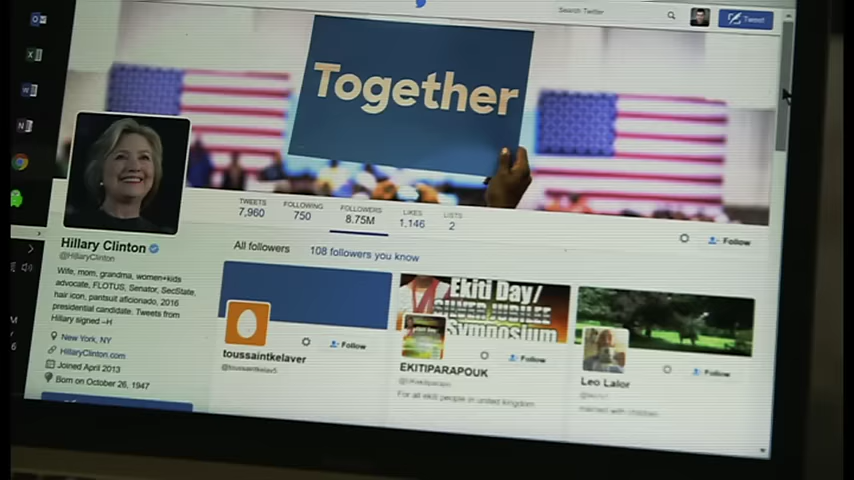 Search Twitter
Tweet
Together
TWEETS
7,960
FOLLOWING
750
FOLLOWERS
8.75M
LIKES
1,146
LISTS
2
Follow
Hillary Clinton
@HillaryClinton
Wife, mom, grandma, women+kids
advocate, FLOTUS, Senator, SecState,
hair icon, pantsuit aficionado, 2016
presidential candidate. Tweets from
Hillary signed –H
New York, NY
HillaryClinton.com
Joined April 2013
Born on October 26, 1947
All followers
108 followers you know
Follow
toussaintkelaver
Ekiti Day/
SILVER JUBILEE
Symposium
Follow
EKITIPARAPOUK
For all ekiti people in united kingdom
Follow
Leo Lalor